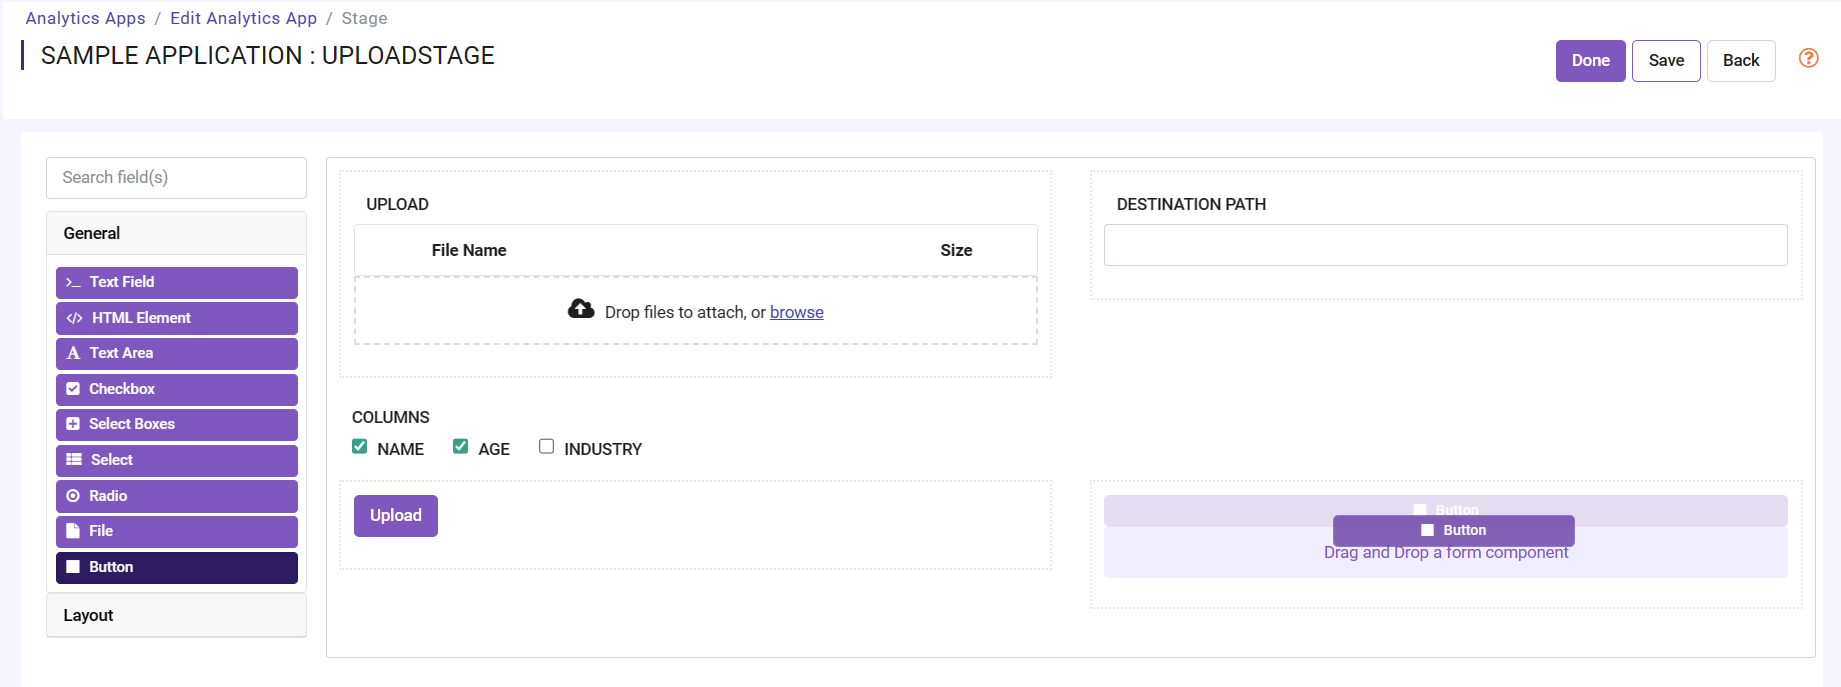 Analytics Apps / Edit Analytics App / Stage
SAMPLE APPLICATION : UPLOADSTAGE
Done
Save
Back
?
Search field(s)
General
Text Field
HTML Element
Text Area
Checkbox
Select Boxes
Select
Radio
File
Button
Layout
UPLOAD
File Name Size
Drop files to attach, or browse
DESTINATION PATH
COLUMNS
NAME AGE INDUSTRY
Upload
Button
Button
Drag and Drop a form component